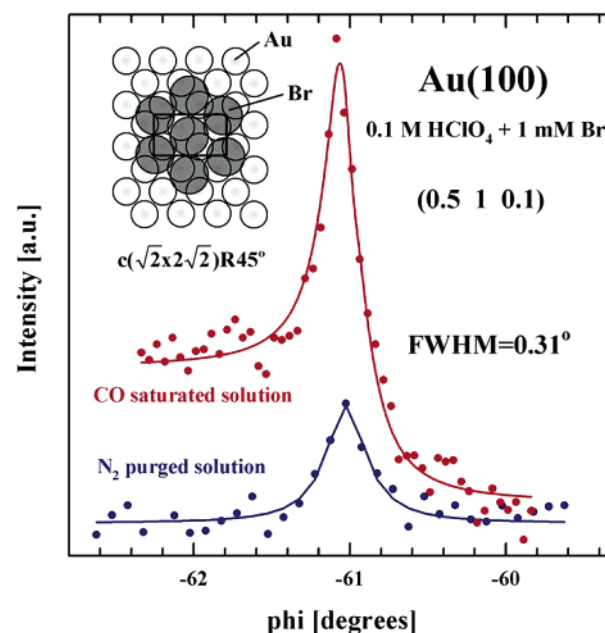 Au
Br
Au(100)
0.1 M HClO₄ + 1 mM Br
(0.5 1 0.1)
c(√2x2√2)R45°
FWHM=0.31°
CO saturated solution
N₂ purged solution
Intensity [a.u.]
-62
-61
-60
phi [degrees]